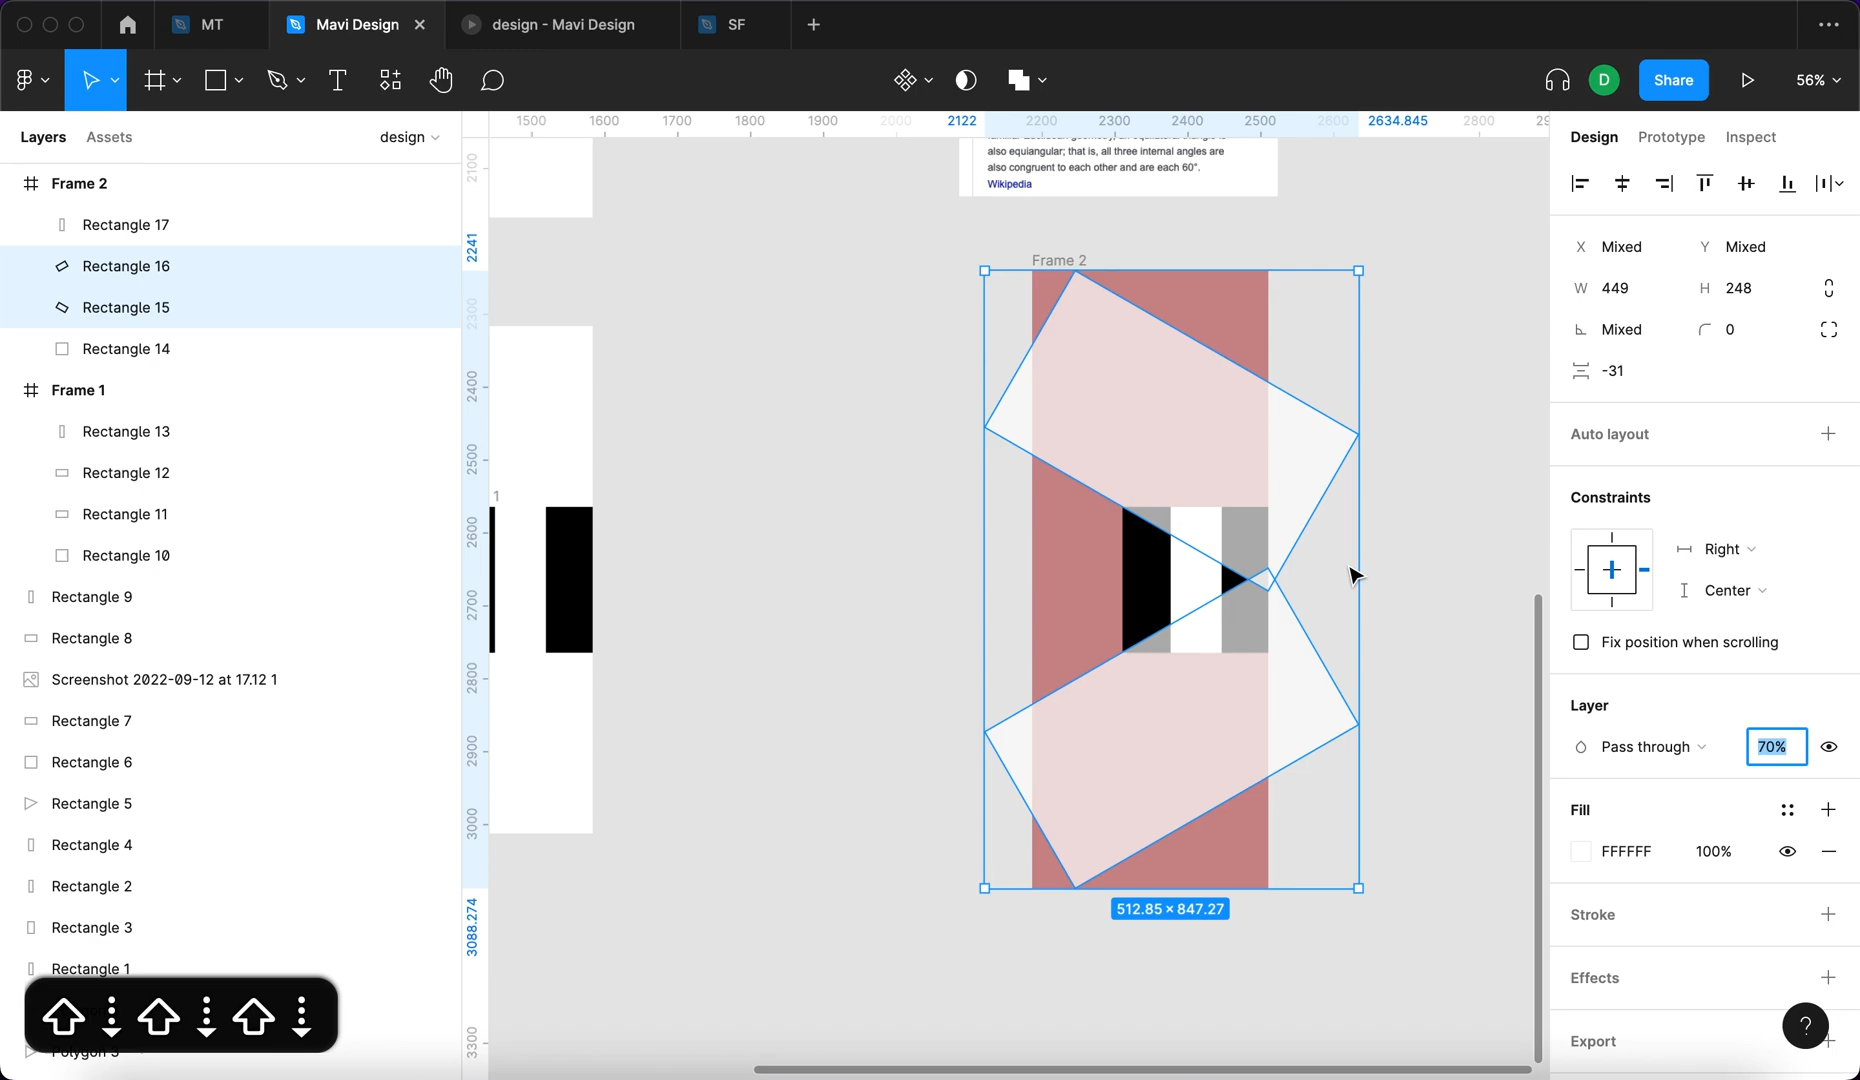 MT
Mavi Design
design - Mavi Design
SF
D
Share
56%
Layers
Assets
design
1500
1600
1700
1800
1900
2000
2122
2200
2300
2400
2500
2600
2634.845
2800
Design
Prototype
Inspect
Frame 2
Rectangle 17
Rectangle 16
Rectangle 15
Rectangle 14
Frame 1
Rectangle 13
Rectangle 12
Rectangle 11
Rectangle 10
Rectangle 9
Rectangle 8
Screenshot 2022-09-12 at 17.12 1
Rectangle 7
Rectangle 6
Rectangle 5
Rectangle 4
Rectangle 2
Rectangle 3
Rectangle 1
Polygon 3
2100
2241
2300
2400
2500
2600
2700
2800
2900
3000
3088.274
3300
also equiangular; that is, all three internal angles are
also congruent to each other and are each 60°.
Wikipedia
Frame 2
1
512.85 × 847.27
X Mixed Y Mixed
W 449 H 248
Mixed 0
-31
Auto layout
Constraints
Right
Center
Fix position when scrolling
Layer
Pass through 70%
Fill
FFFFFF 100%
Stroke
Effects
Export
?